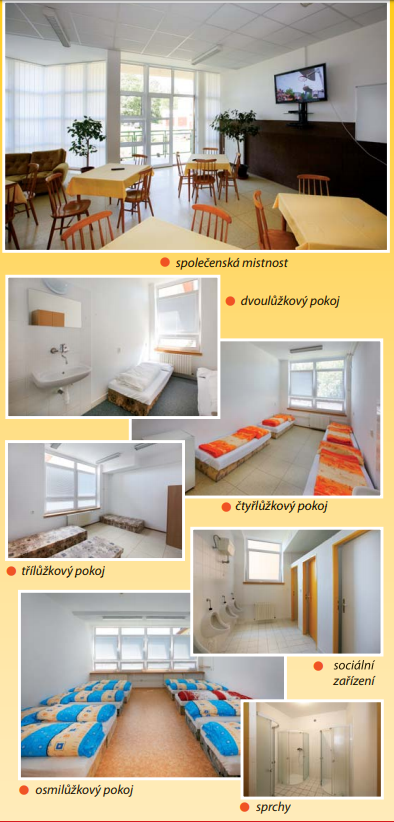 společenská mistnost
dvoulůžkový pokoj
čtyřlůžkový pokoj
třílůžkový pokoj
sociální
zařízení
osmilůžkový pokoj
sprchy